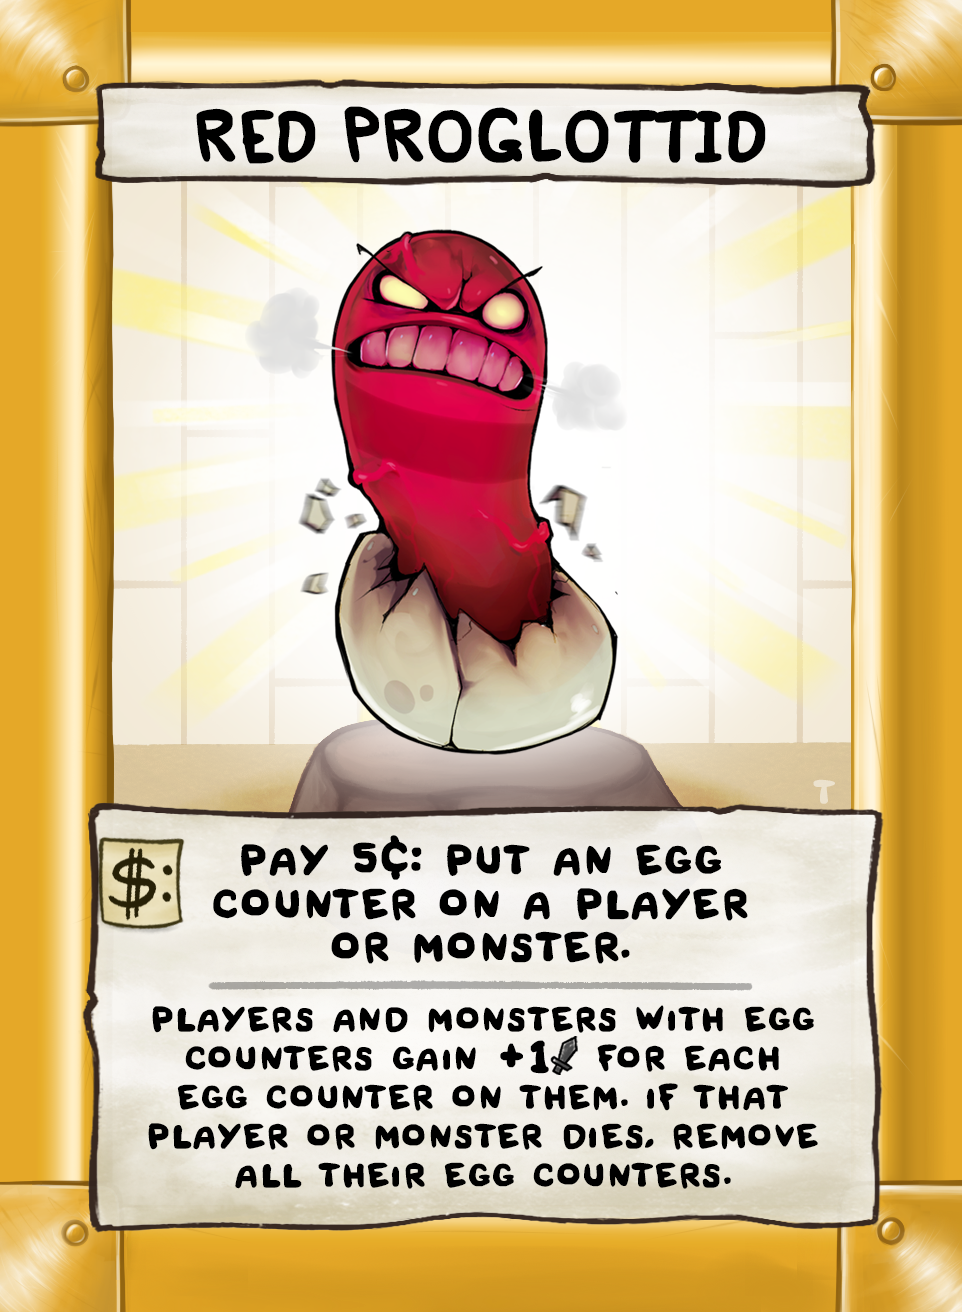 RED PROGLOTTID
T
$:
PAY 5¢: PUT AN EGG
COUNTER ON A PLAYER
OR MONSTER.
PLAYERS AND MONSTERS WITH EGG
COUNTERS GAIN +1 FOR EACH
EGG COUNTER ON THEM. IF THAT
PLAYER OR MONSTER DIES, REMOVE
ALL THEIR EGG COUNTERS.